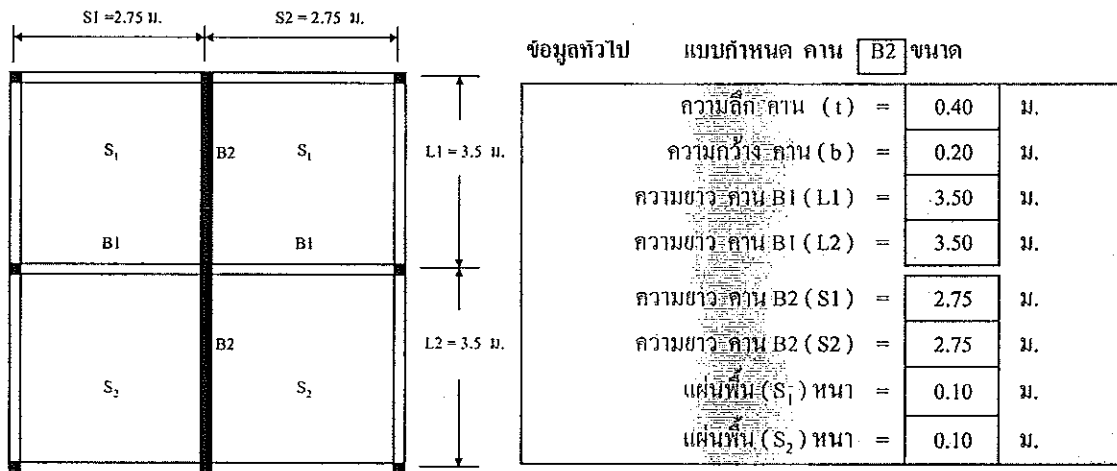 S1 =2.75 ม.
S2 = 2.75 ม.
S₁
B2
S₁
L1 = 3.5 ม.
B1
B1
S₂
B2
S₂
L2 = 3.5 ม.
ข้อมูลทั่วไป แบบกำหนด คาน B2 ขนาด
ความลึก คาน (t) = 0.40 ม.
ความกว้าง คาน (b) = 0.20 ม.
ความยาว คาน B1 (L1) = 3.50 ม.
ความยาว คาน B1 (L2) = 3.50 ม.
ความยาว คาน B2 (S1) = 2.75 ม.
ความยาว คาน B2 (S2) = 2.75 ม.
แผ่นพื้น (S₁) หนา = 0.10 ม.
แผ่นพื้น (S₂) หนา = 0.10 ม.